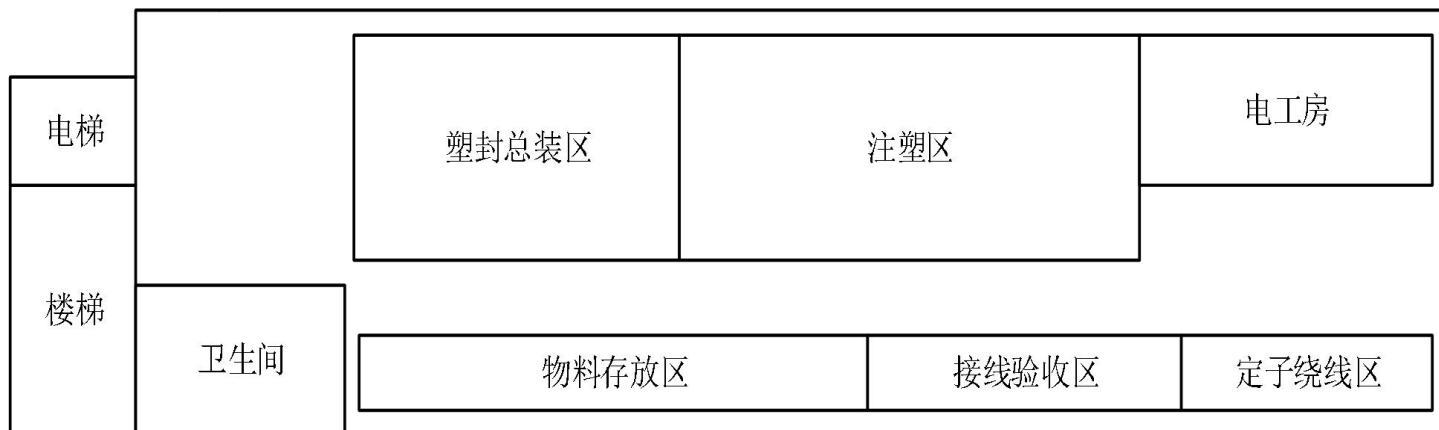 电梯
塑封总装区
注塑区
电工房
楼梯
卫生间
物料存放区
接线验收区
定子绕线区